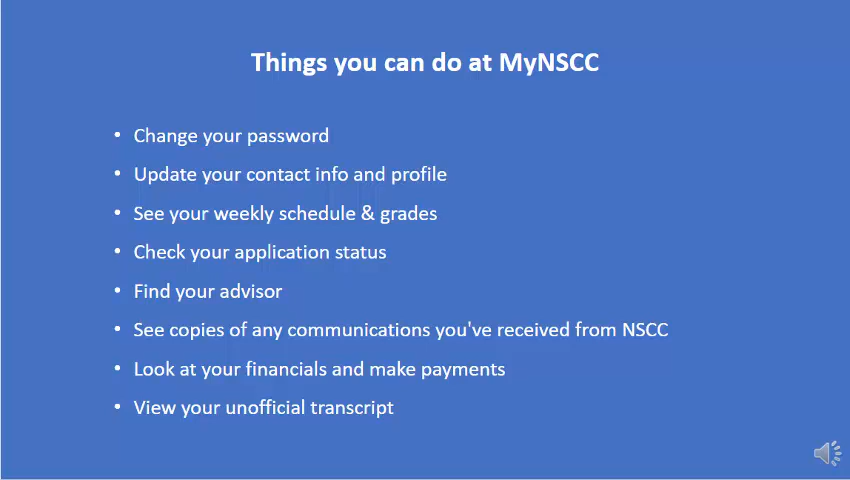 Things you can do at MyNSCC
• Change your password
• Update your contact info and profile
• See your weekly schedule & grades
• Check your application status
• Find your advisor
• See copies of any communications you've received from NSCC
• Look at your financials and make payments
• View your unofficial transcript